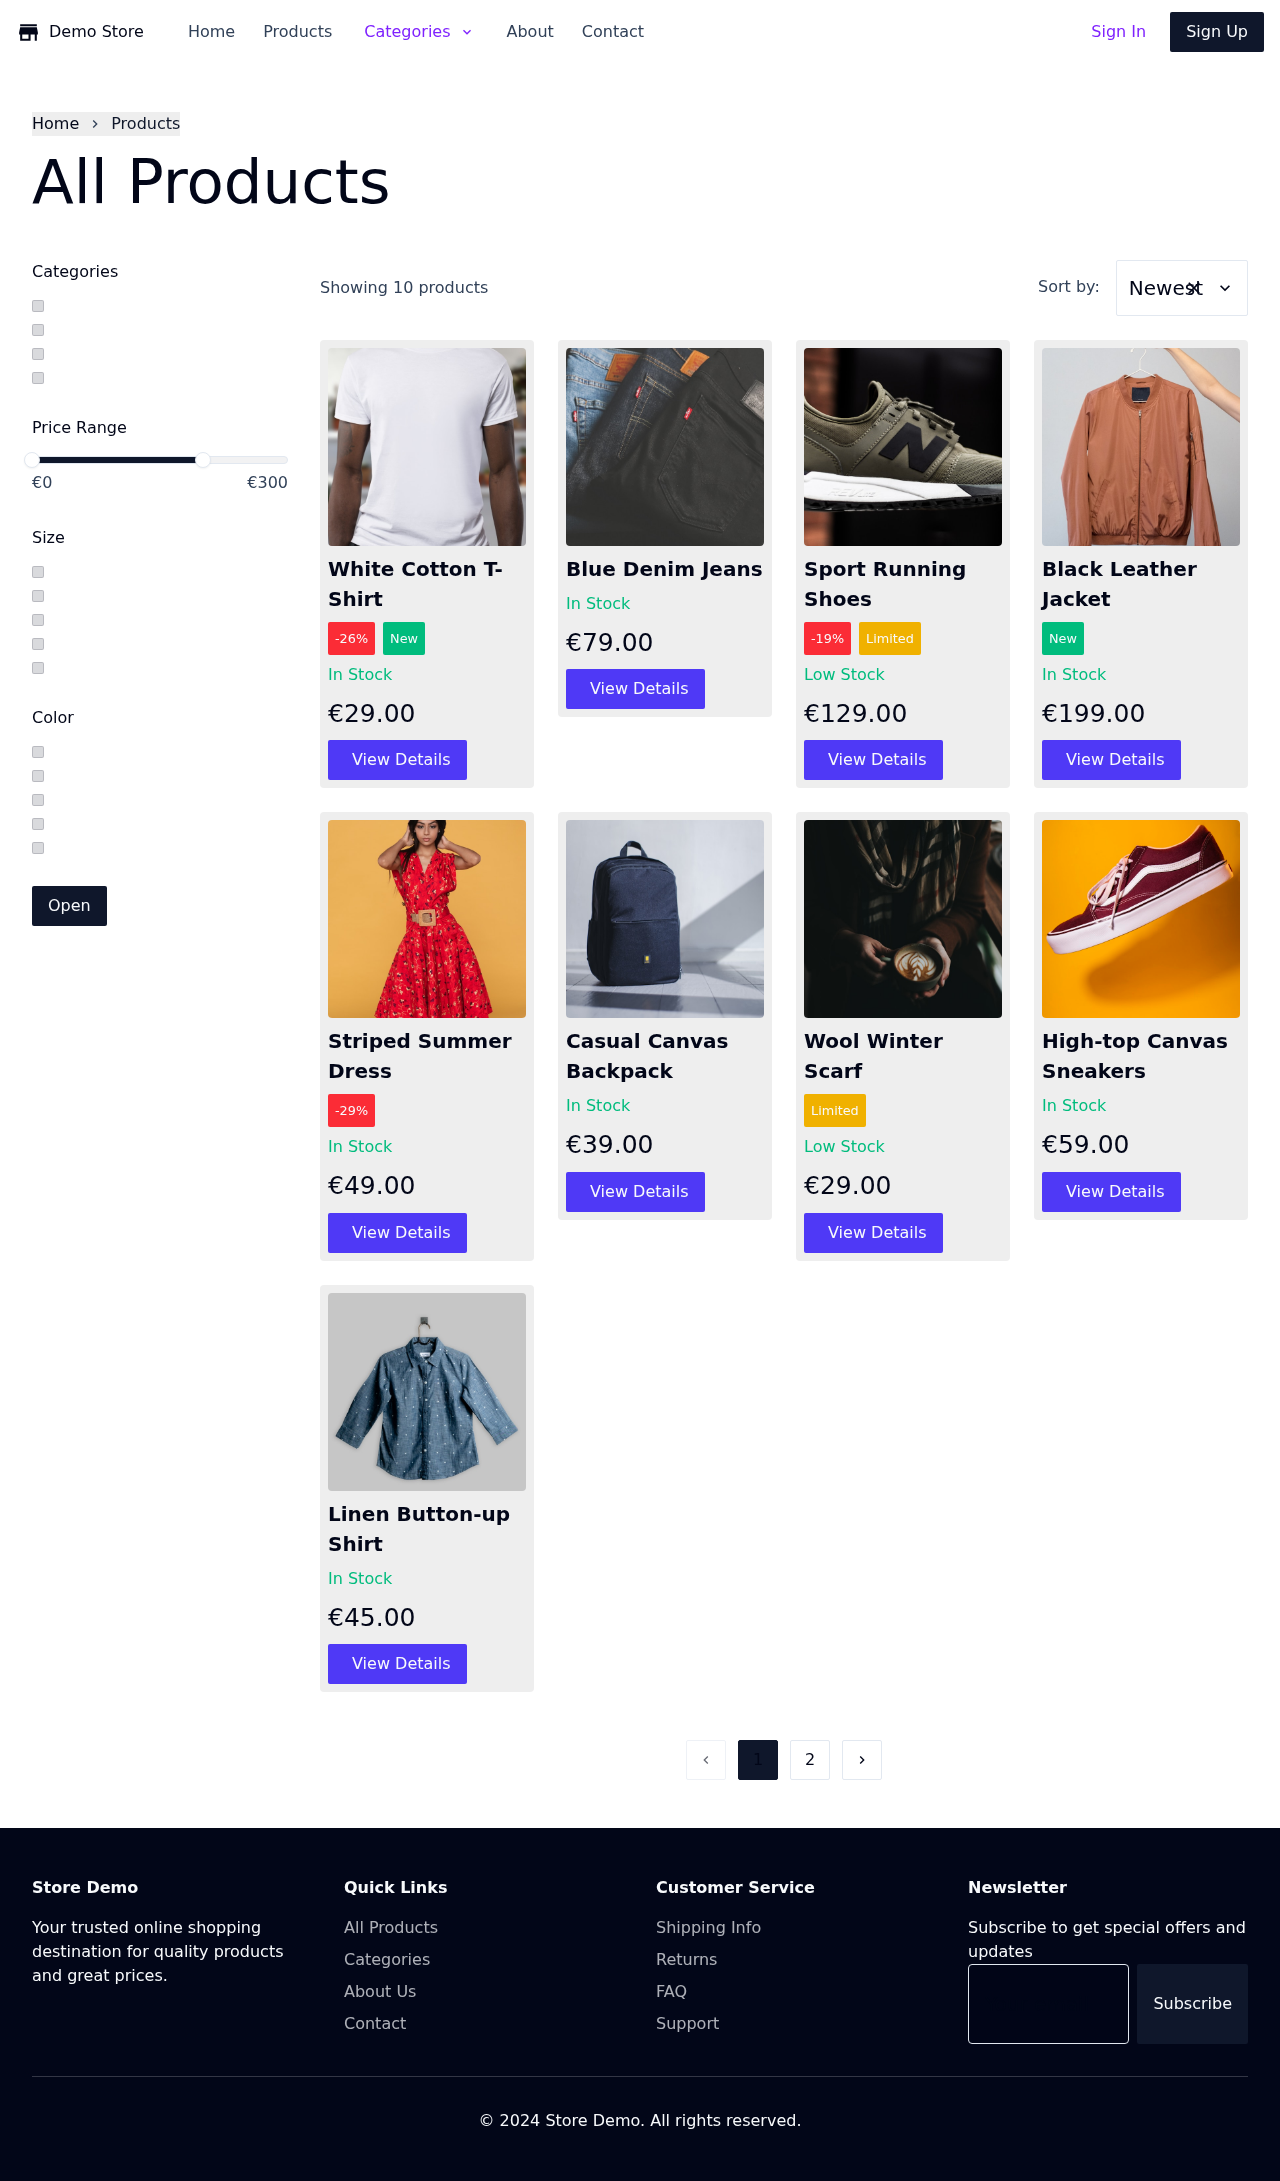 Demo Store
Home
Products
Categories
About
Contact
Sign In
Sign Up
Home
Products
All Products
Categories
Price Range
€0
€300
Size
Color
Open
Showing 10 products
Sort by:
Newest
White Cotton T-
Shirt
-26%
New
In Stock
€29.00
View Details
Blue Denim Jeans
In Stock
€79.00
View Details
Sport Running
Shoes
-19%
Limited
Low Stock
€129.00
View Details
Black Leather
Jacket
New
In Stock
€199.00
View Details
Striped Summer
Dress
-29%
In Stock
€49.00
View Details
Casual Canvas
Backpack
In Stock
€39.00
View Details
Wool Winter
Scarf
Limited
Low Stock
€29.00
View Details
High-top Canvas
Sneakers
In Stock
€59.00
View Details
Linen Button-up
Shirt
In Stock
€45.00
View Details
1
2
Store Demo
Your trusted online shopping
destination for quality products
and great prices.
Quick Links
All Products
Categories
About Us
Contact
Customer Service
Shipping Info
Returns
FAQ
Support
Newsletter
Subscribe to get special offers and
updates
Subscribe
© 2024 Store Demo. All rights reserved.